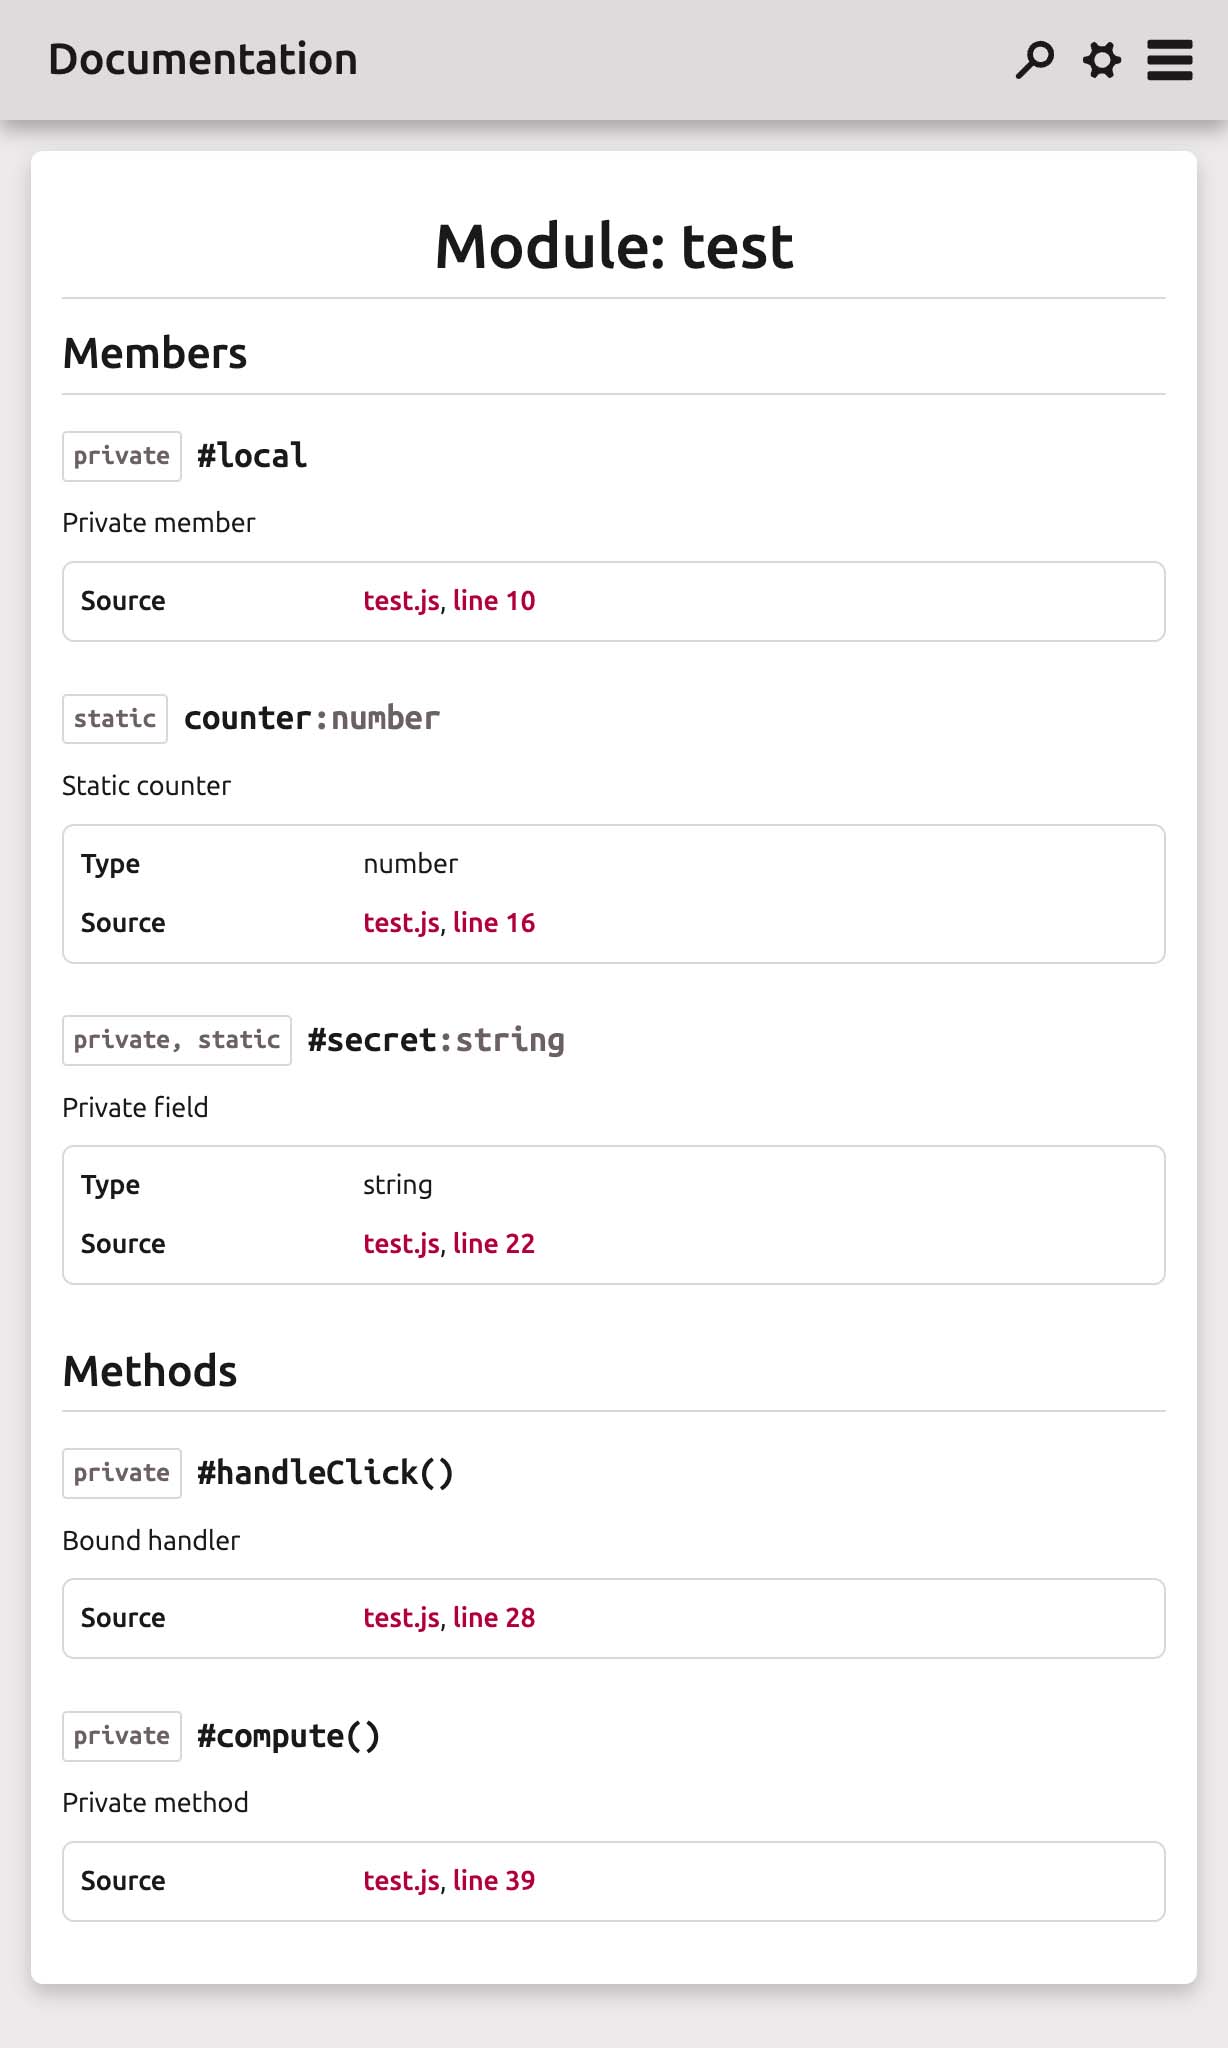 Documentation
Module: test
Members
private #local
Private member
Source test.js, line 10
static counter:number
Static counter
Type number
Source test.js, line 16
private, static #secret:string
Private field
Type string
Source test.js, line 22
Methods
private #handleClick()
Bound handler
Source test.js, line 28
private #compute()
Private method
Source test.js, line 39